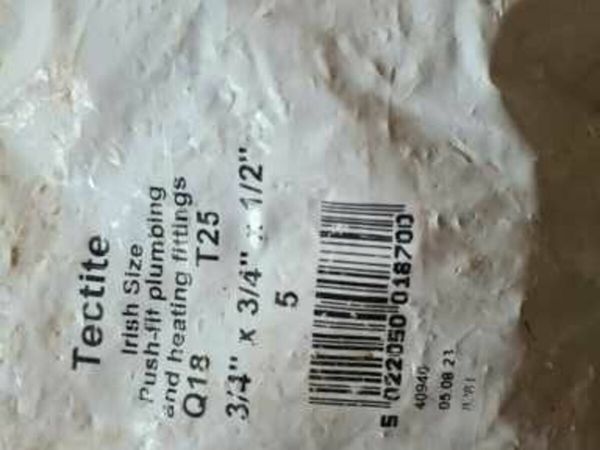 Tectite
Irish Size
Push-fit plumbing
and heating fittings
Q18 T25
3/4" x 3/4" x 1/2"
5
5 022050 018700
40940
05 08 21